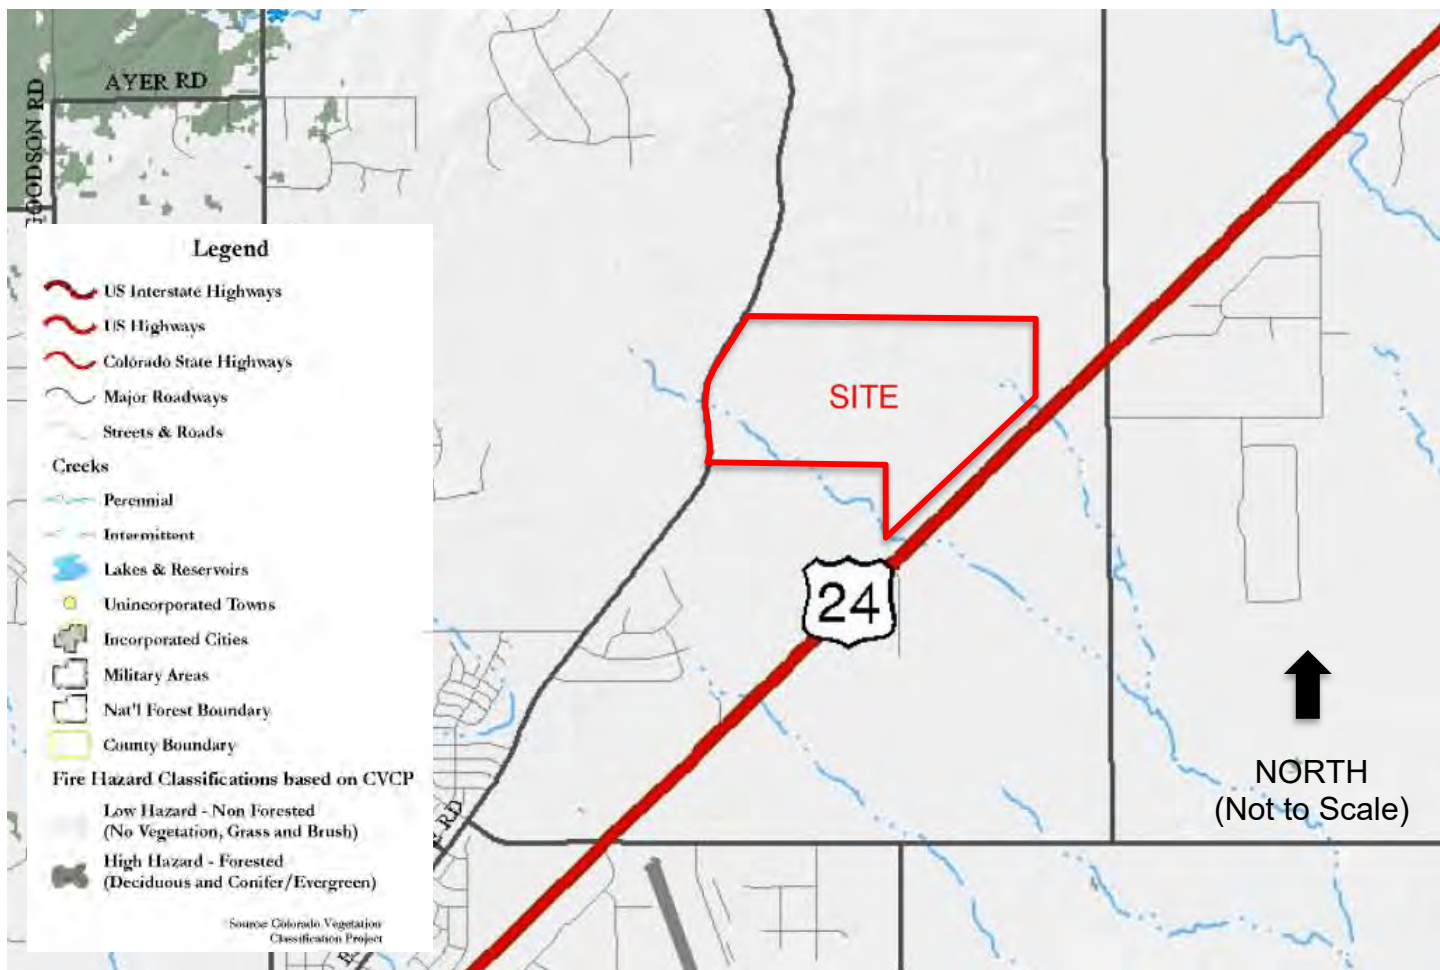 AYER RD
GOODSON RD
Legend
US Interstate Highways
US Highways
Colorado State Highways
Major Roadways
Streets & Roads
Creeks
Perennial
Intermittent
Lakes & Reservoirs
Unincorporated Towns
Incorporated Cities
Military Areas
Nat'l Forest Boundary
County Boundary
Fire Hazard Classifications based on CVCP
Low Hazard - Non Forested
(No Vegetation, Grass and Brush)
High Hazard - Forested
(Deciduous and Conifer/Evergreen)
Source: Colorado Vegetation
Classification Project
SITE
24
NORTH
(Not to Scale)
RD